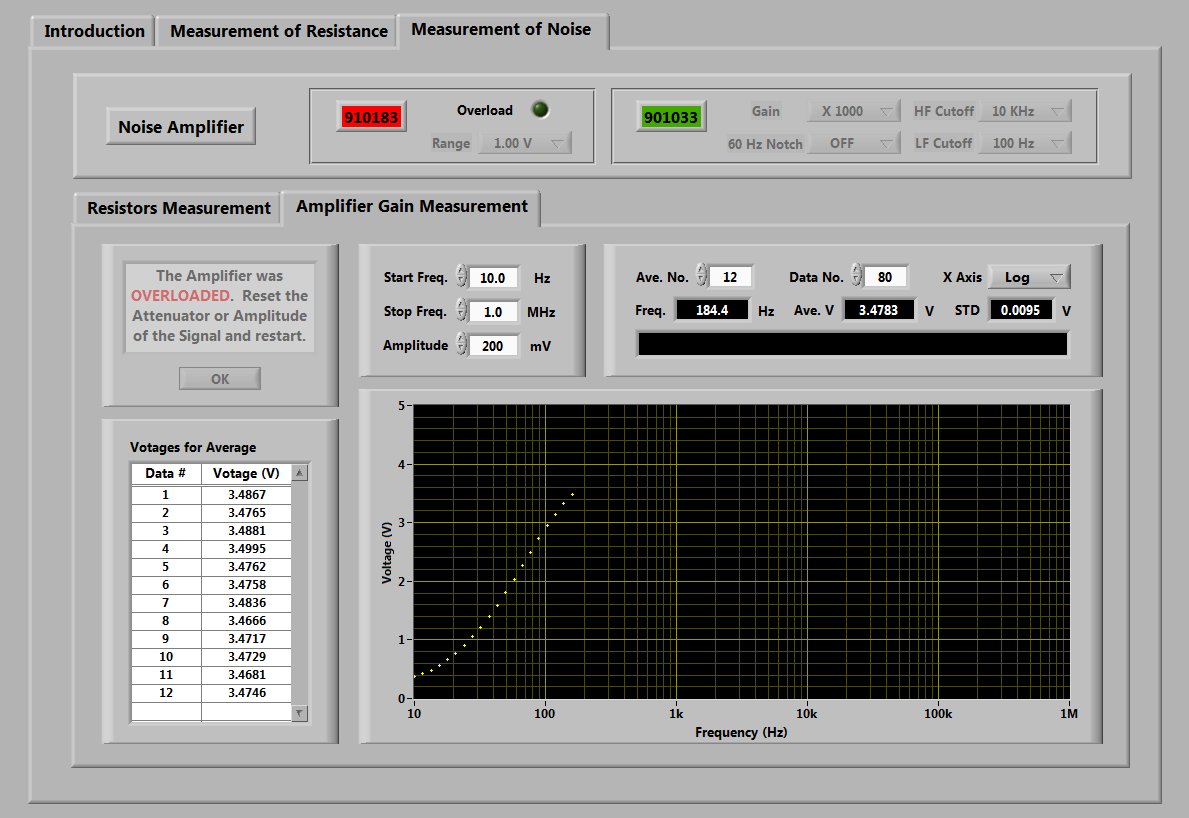 Introduction
Measurement of Resistance
Measurement of Noise
Noise Amplifier
910183
Overload
Range 1.00 V
901033
Gain X 1000 HF Cutoff 10 KHz
60 Hz Notch OFF LF Cutoff 100 Hz
Resistors Measurement
Amplifier Gain Measurement
The Amplifier was
OVERLOADED. Reset the
Attenuator or Amplitude
of the Signal and restart.
OK
Start Freq. 10.0 Hz
Stop Freq. 1.0 MHz
Amplitude 200 mV
Ave. No. 12 Data No. 80 X Axis Log
Freq. 184.4 Hz Ave. V 3.4783 V STD 0.0095 V
Votages for Average
Data # Votage (V)
1 3.4867
2 3.4765
3 3.4881
4 3.4995
5 3.4762
6 3.4758
7 3.4836
8 3.4666
9 3.4717
10 3.4729
11 3.4681
12 3.4746
Voltage (V)
5
4
3
2
1
0
10 100 1k 10k 100k 1M
Frequency (Hz)